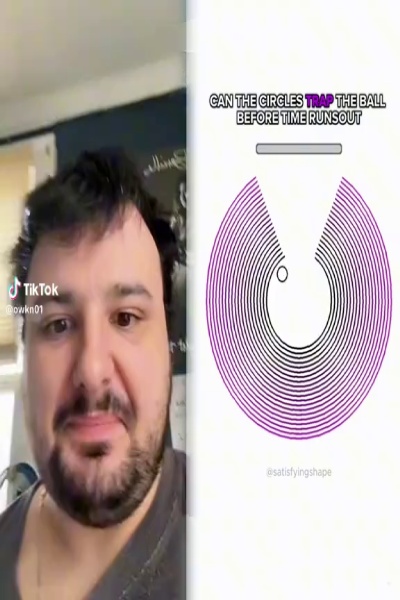 CAN THE CIRCLES TRAP THE BALL
BEFORE TIME RUNSOUT
TikTok
@owkn01
@satisfyingshape